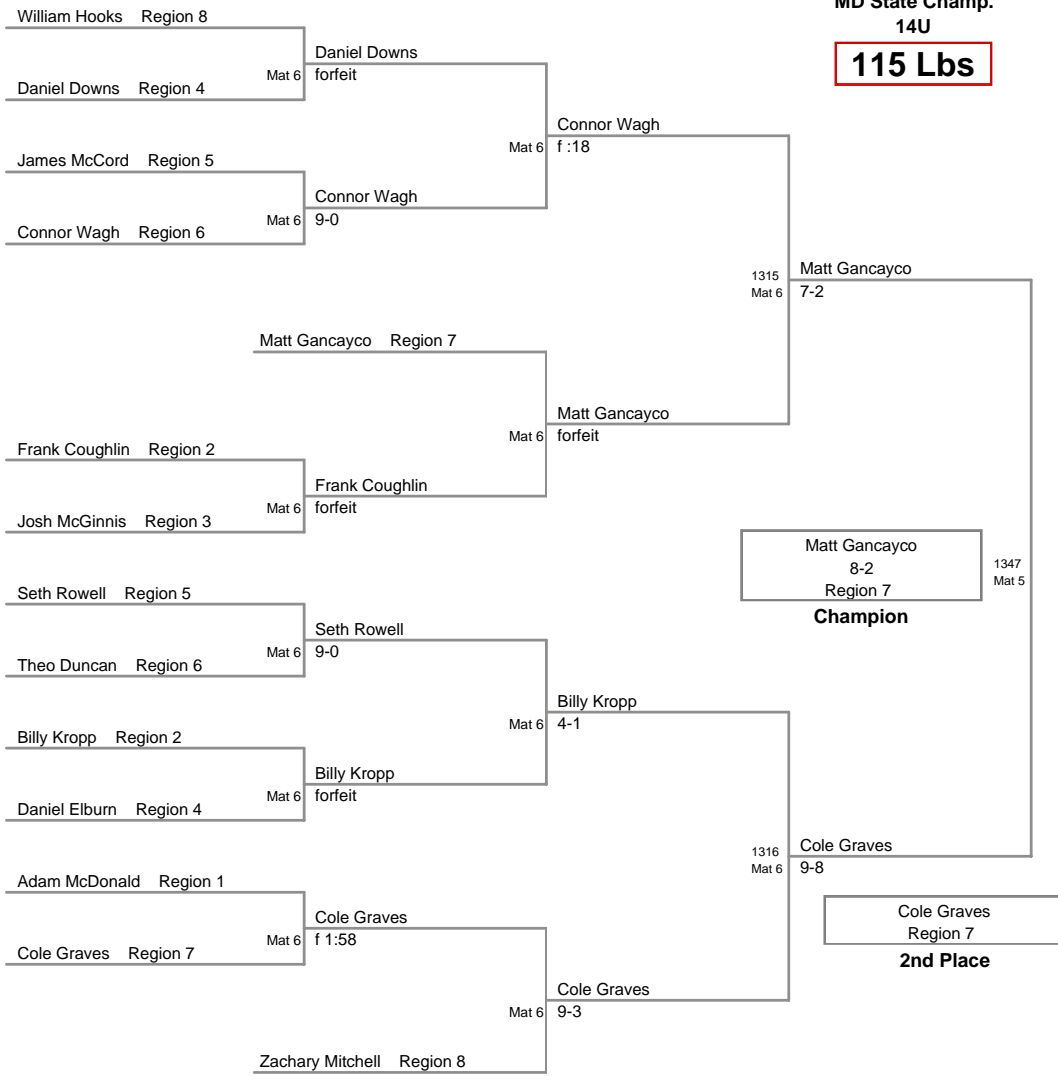 MD State Champ.
14U
115 Lbs
William Hooks Region 8
Daniel Downs
Mat 6 forfeit
Daniel Downs Region 4
Connor Wagh
Mat 6 f :18
James McCord Region 5
Connor Wagh
Mat 6 9-0
Connor Wagh Region 6
Matt Gancayco
1315
Mat 6 7-2
Matt Gancayco Region 7
Matt Gancayco
Mat 6 forfeit
Frank Coughlin Region 2
Frank Coughlin
Mat 6 forfeit
Josh McGinnis Region 3
Matt Gancayco
8-2
Region 7
Champion
1347
Mat 5
Seth Rowell Region 5
Seth Rowell
Mat 6 9-0
Theo Duncan Region 6
Billy Kropp
Mat 6 4-1
Billy Kropp Region 2
Billy Kropp
Mat 6 forfeit
Daniel Elburn Region 4
Cole Graves
1316
Mat 6 9-8
Adam McDonald Region 1
Cole Graves
Mat 6 f 1:58
Cole Graves Region 7
Cole Graves
Region 7
2nd Place
Cole Graves
Mat 6 9-3
Zachary Mitchell Region 8